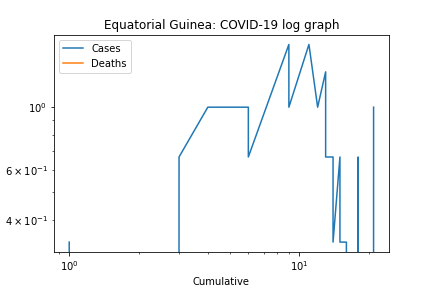 Equatorial Guinea: COVID-19 log graph
Cases
Deaths
10⁰
6 × 10⁻¹
4 × 10⁻¹
10⁰
10¹
Cumulative